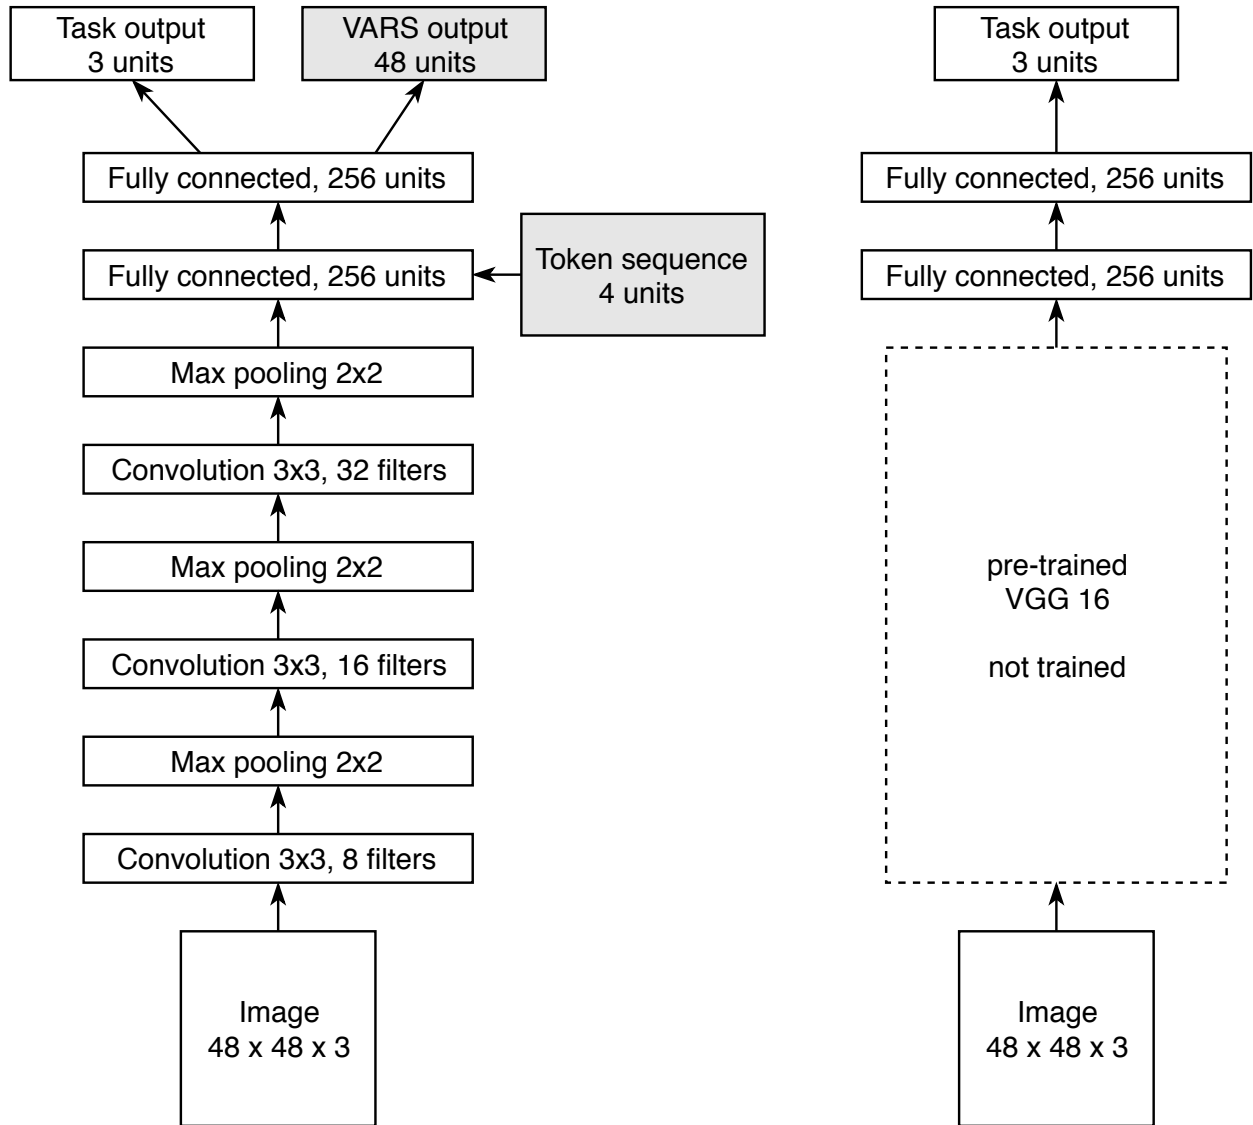 Task output
3 units
VARS output
48 units
Fully connected, 256 units
Fully connected, 256 units
Token sequence
4 units
Max pooling 2x2
Convolution 3x3, 32 filters
Max pooling 2x2
Convolution 3x3, 16 filters
Max pooling 2x2
Convolution 3x3, 8 filters
Image
48 x 48 x 3
Task output
3 units
Fully connected, 256 units
Fully connected, 256 units
pre-trained
VGG 16
not trained
Image
48 x 48 x 3